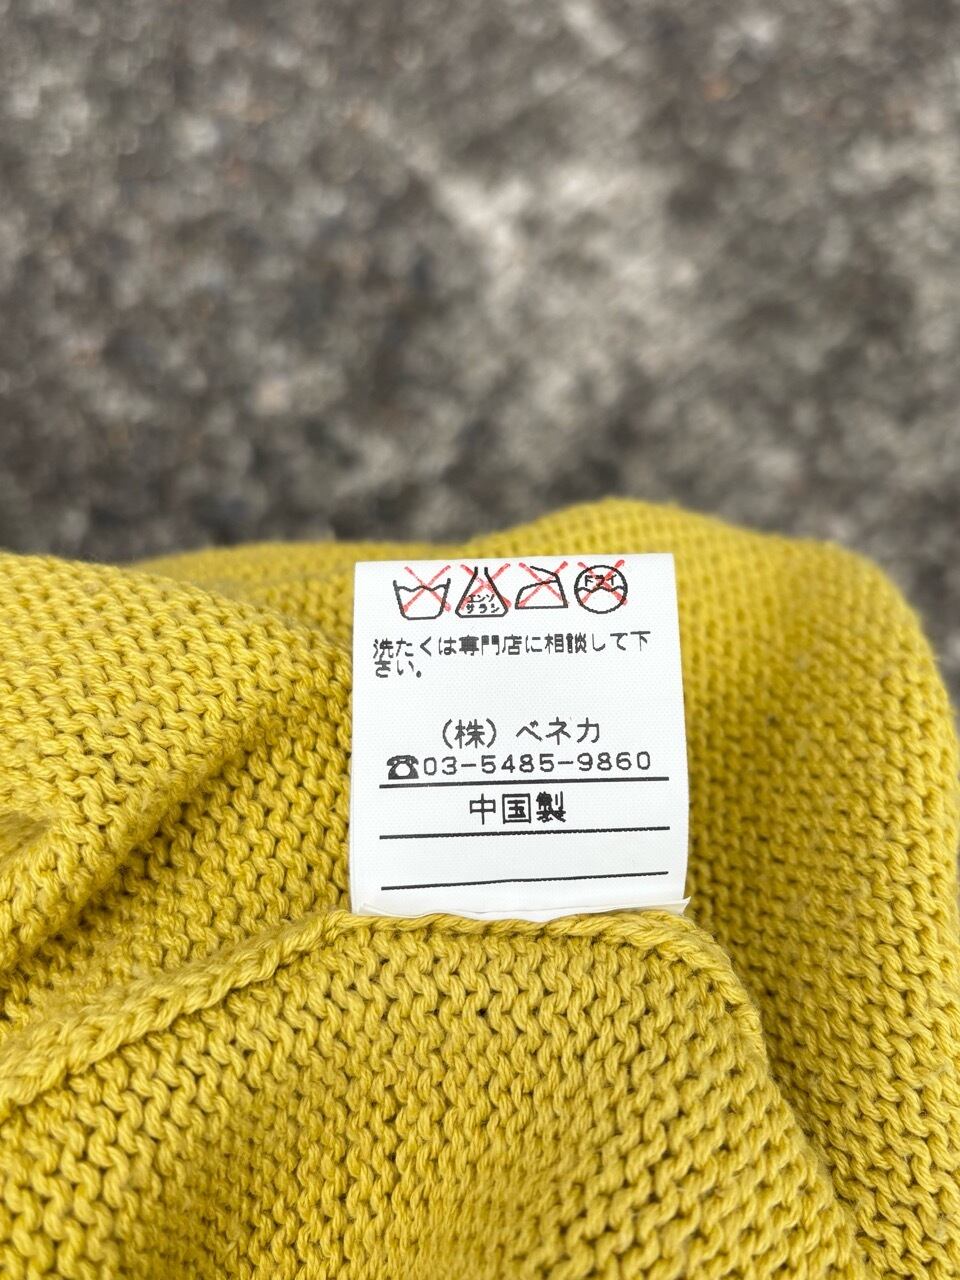 エンソ
サラシ
ドライ
洗たくは専門店に相談して下
さい。
（株）ベネカ
☎03-5485-9860
中国製